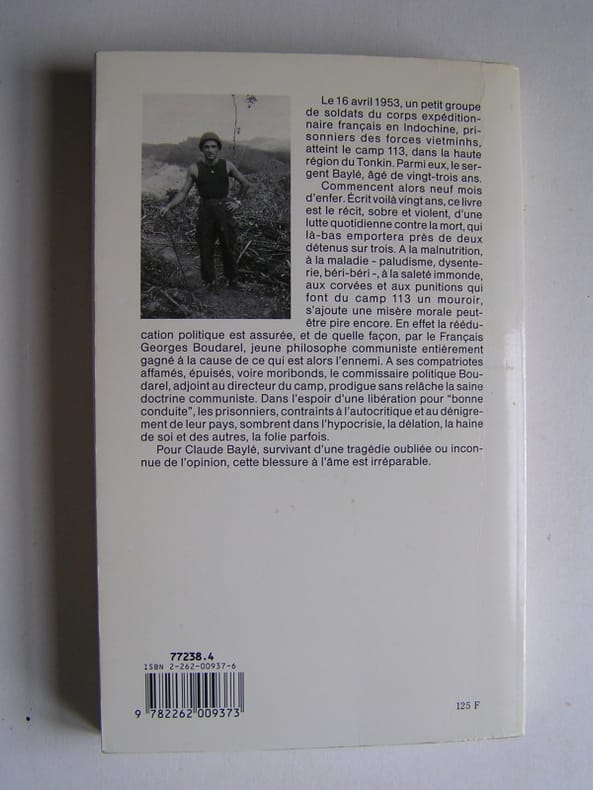 Le 16 avril 1953, un petit groupe
de soldats du corps expédition-
naire français en Indochine, pri-
sonniers des forces vietminhs,
atteint le camp 113, dans la haute
région du Tonkin. Parmi eux, le ser-
gent Baylé, âgé de vingt-trois ans.
Commencent alors neuf mois
d'enfer. Écrit voilà vingt ans, ce livre
est le récit, sobre et violent, d'une
lutte quotidienne contre la mort, qui
là-bas emportera près de deux
détenus sur trois. A la malnutrition,
à la maladie - paludisme, dysente-
rie, béri-béri -, à la saleté immonde,
aux corvées et aux punitions qui
font du camp 113 un mouroir,
s'ajoute une misère morale peut-
être pire encore. En effet la réédu-
cation politique est assurée, et de quelle façon, par le Français
Georges Boudarel, jeune philosophe communiste entièrement
gagné à la cause de ce qui est alors l'ennemi. A ses compatriotes
affamés, épuisés, voire moribonds, le commissaire politique Bou-
darel, adjoint au directeur du camp, prodigue sans relâche la saine
doctrine communiste. Dans l'espoir d'une libération pour "bonne
conduite", les prisonniers, contraints à l'autocritique et au dénigre-
ment de leur pays, sombrent dans l'hypocrisie, la délation, la haine
de soi et des autres, la folie parfois.
Pour Claude Baylé, survivant d'une tragédie oubliée ou incon-
nue de l'opinion, cette blessure à l'âme est irréparable.
77238.4
ISBN 2-262-00937-6
9 782262 009373
125 F